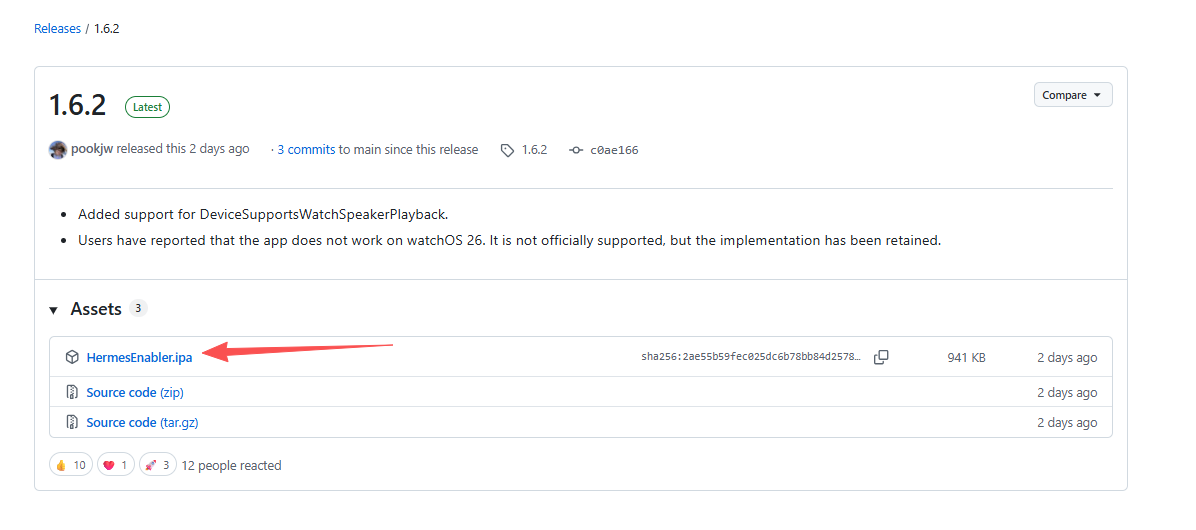 Releases / 1.6.2
1.6.2 Latest Compare
pookjw released this 2 days ago · 3 commits to main since this release 1.6.2 c0ae166
• Added support for DeviceSupportsWatchSpeakerPlayback.
• Users have reported that the app does not work on watchOS 26. It is not officially supported, but the implementation has been retained.
Assets 3
HermesEnabler.ipa sha256:2ae55b59fec025dc6b78bb84d2578… 941 KB 2 days ago
Source code (zip) 2 days ago
Source code (tar.gz) 2 days ago
👍 10 ❤️ 1 🚀 3 12 people reacted